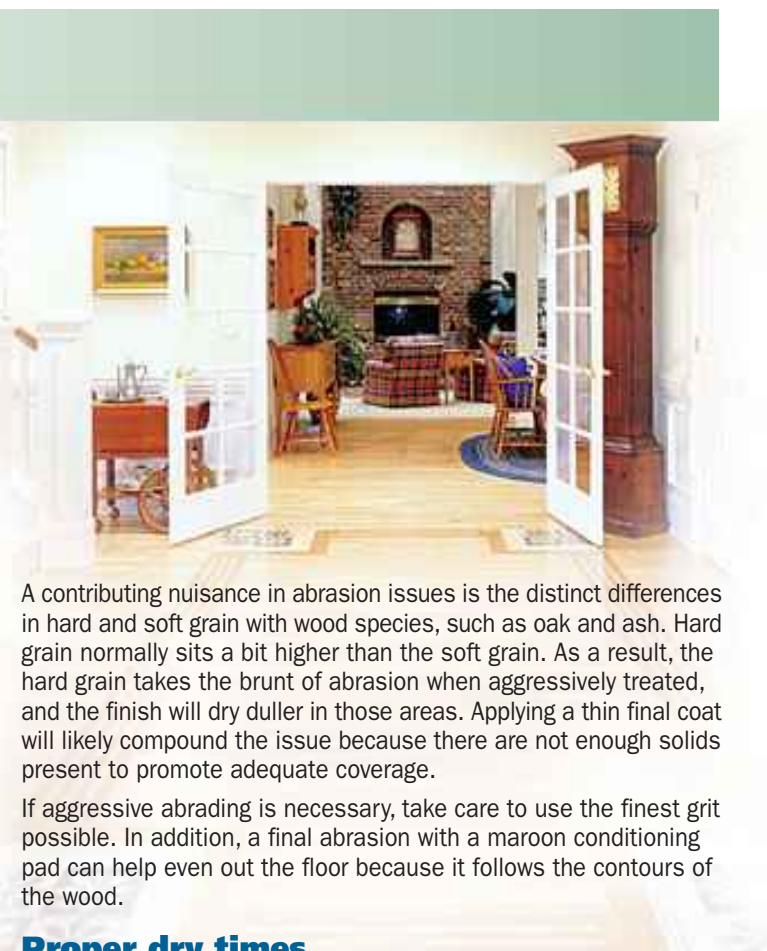 A contributing nuisance in abrasion issues is the distinct differences
in hard and soft grain with wood species, such as oak and ash. Hard
grain normally sits a bit higher than the soft grain. As a result, the
hard grain takes the brunt of abrasion when aggressively treated,
and the finish will dry duller in those areas. Applying a thin final coat
will likely compound the issue because there are not enough solids
present to promote adequate coverage.
If aggressive abrading is necessary, take care to use the finest grit
possible. In addition, a final abrasion with a maroon conditioning
pad can help even out the floor because it follows the contours of
the wood.
Proper dry times